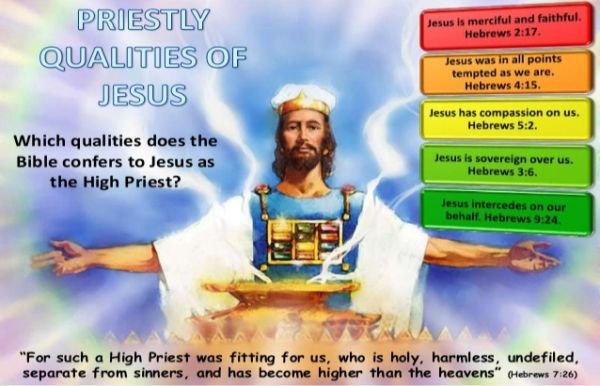 PRIESTLY
QUALITIES OF
JESUS
Which qualities does the
Bible confers to Jesus as
the High Priest?
Jesus is merciful and faithful.
Hebrews 2:17.
Jesus was in all points
tempted as we are.
Hebrews 4:15.
Jesus has compassion on us.
Hebrews 5:2.
Jesus is sovereign over us.
Hebrews 3:6.
Jesus intercedes on our
behalf. Hebrews 9:24.
“For such a High Priest was fitting for us, who is holy, harmless, undefiled,
separate from sinners, and has become higher than the heavens” (Hebrews 7:26)